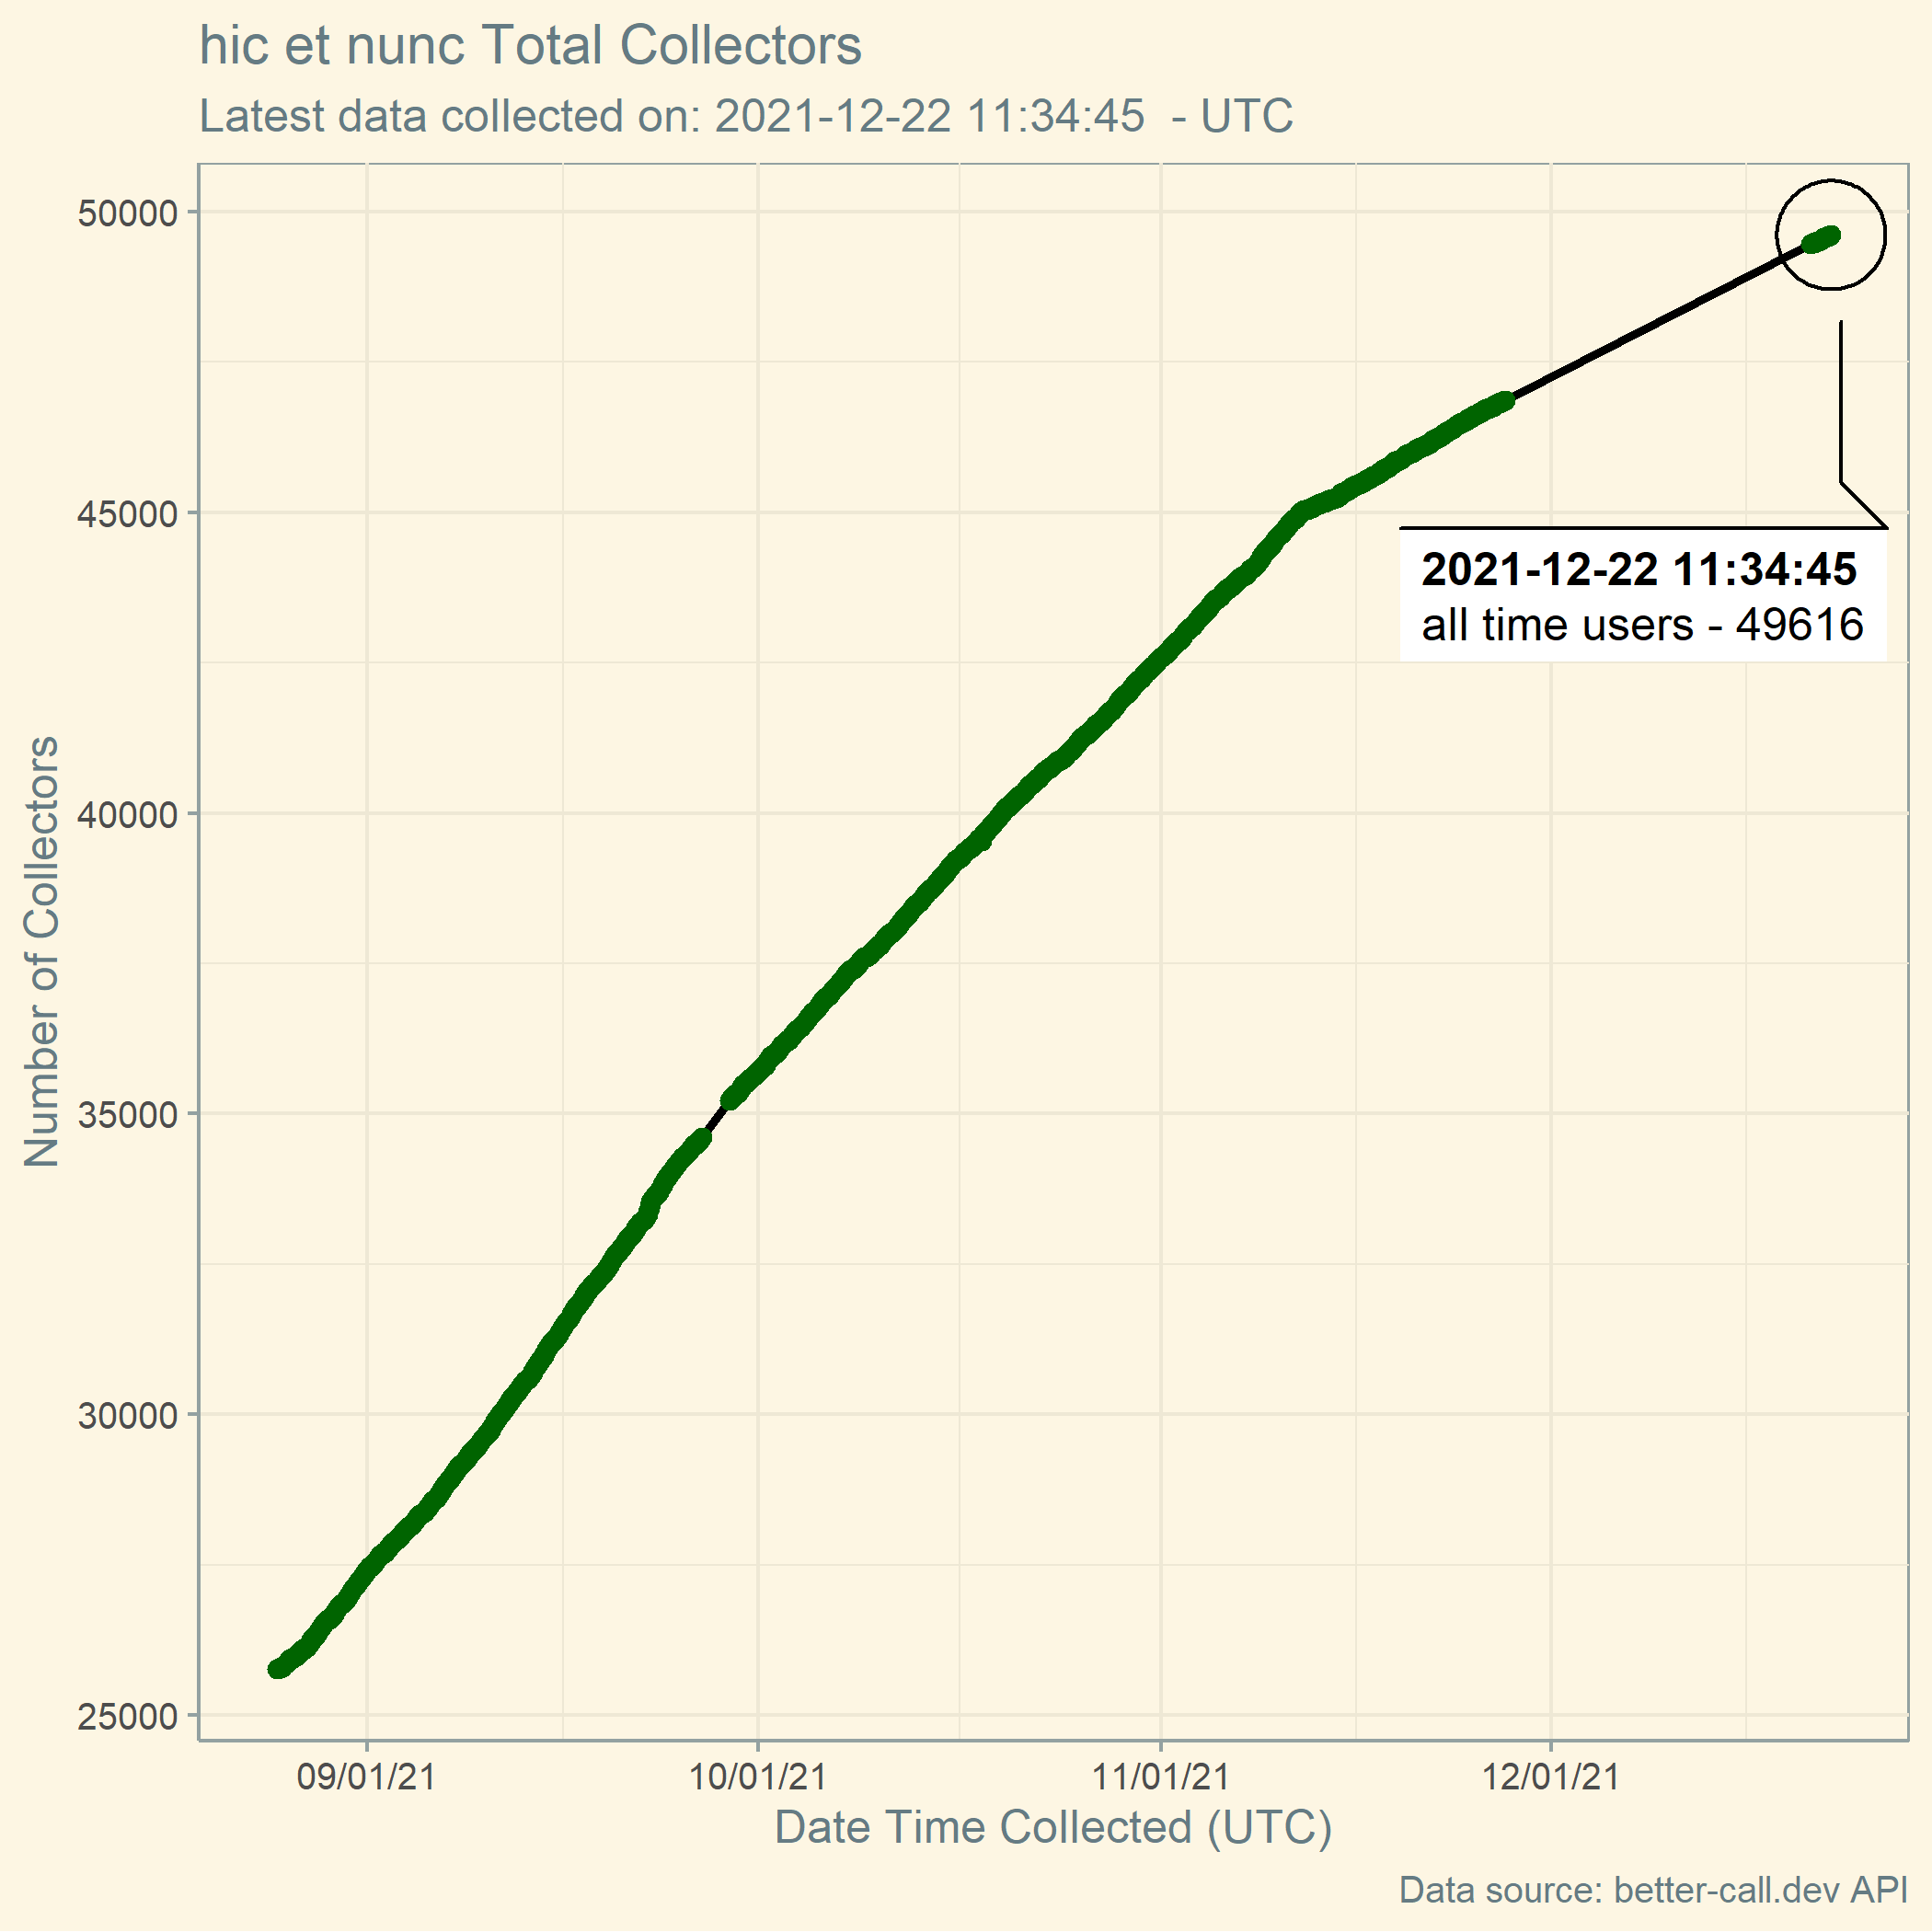 hic et nunc Total Collectors
Latest data collected on: 2021-12-22 11:34:45  - UTC
50000
45000
40000
35000
30000
25000
Number of Collectors
2021-12-22 11:34:45
all time users - 49616
09/01/21
10/01/21
11/01/21
12/01/21
Date Time Collected (UTC)
Data source: better-call.dev API